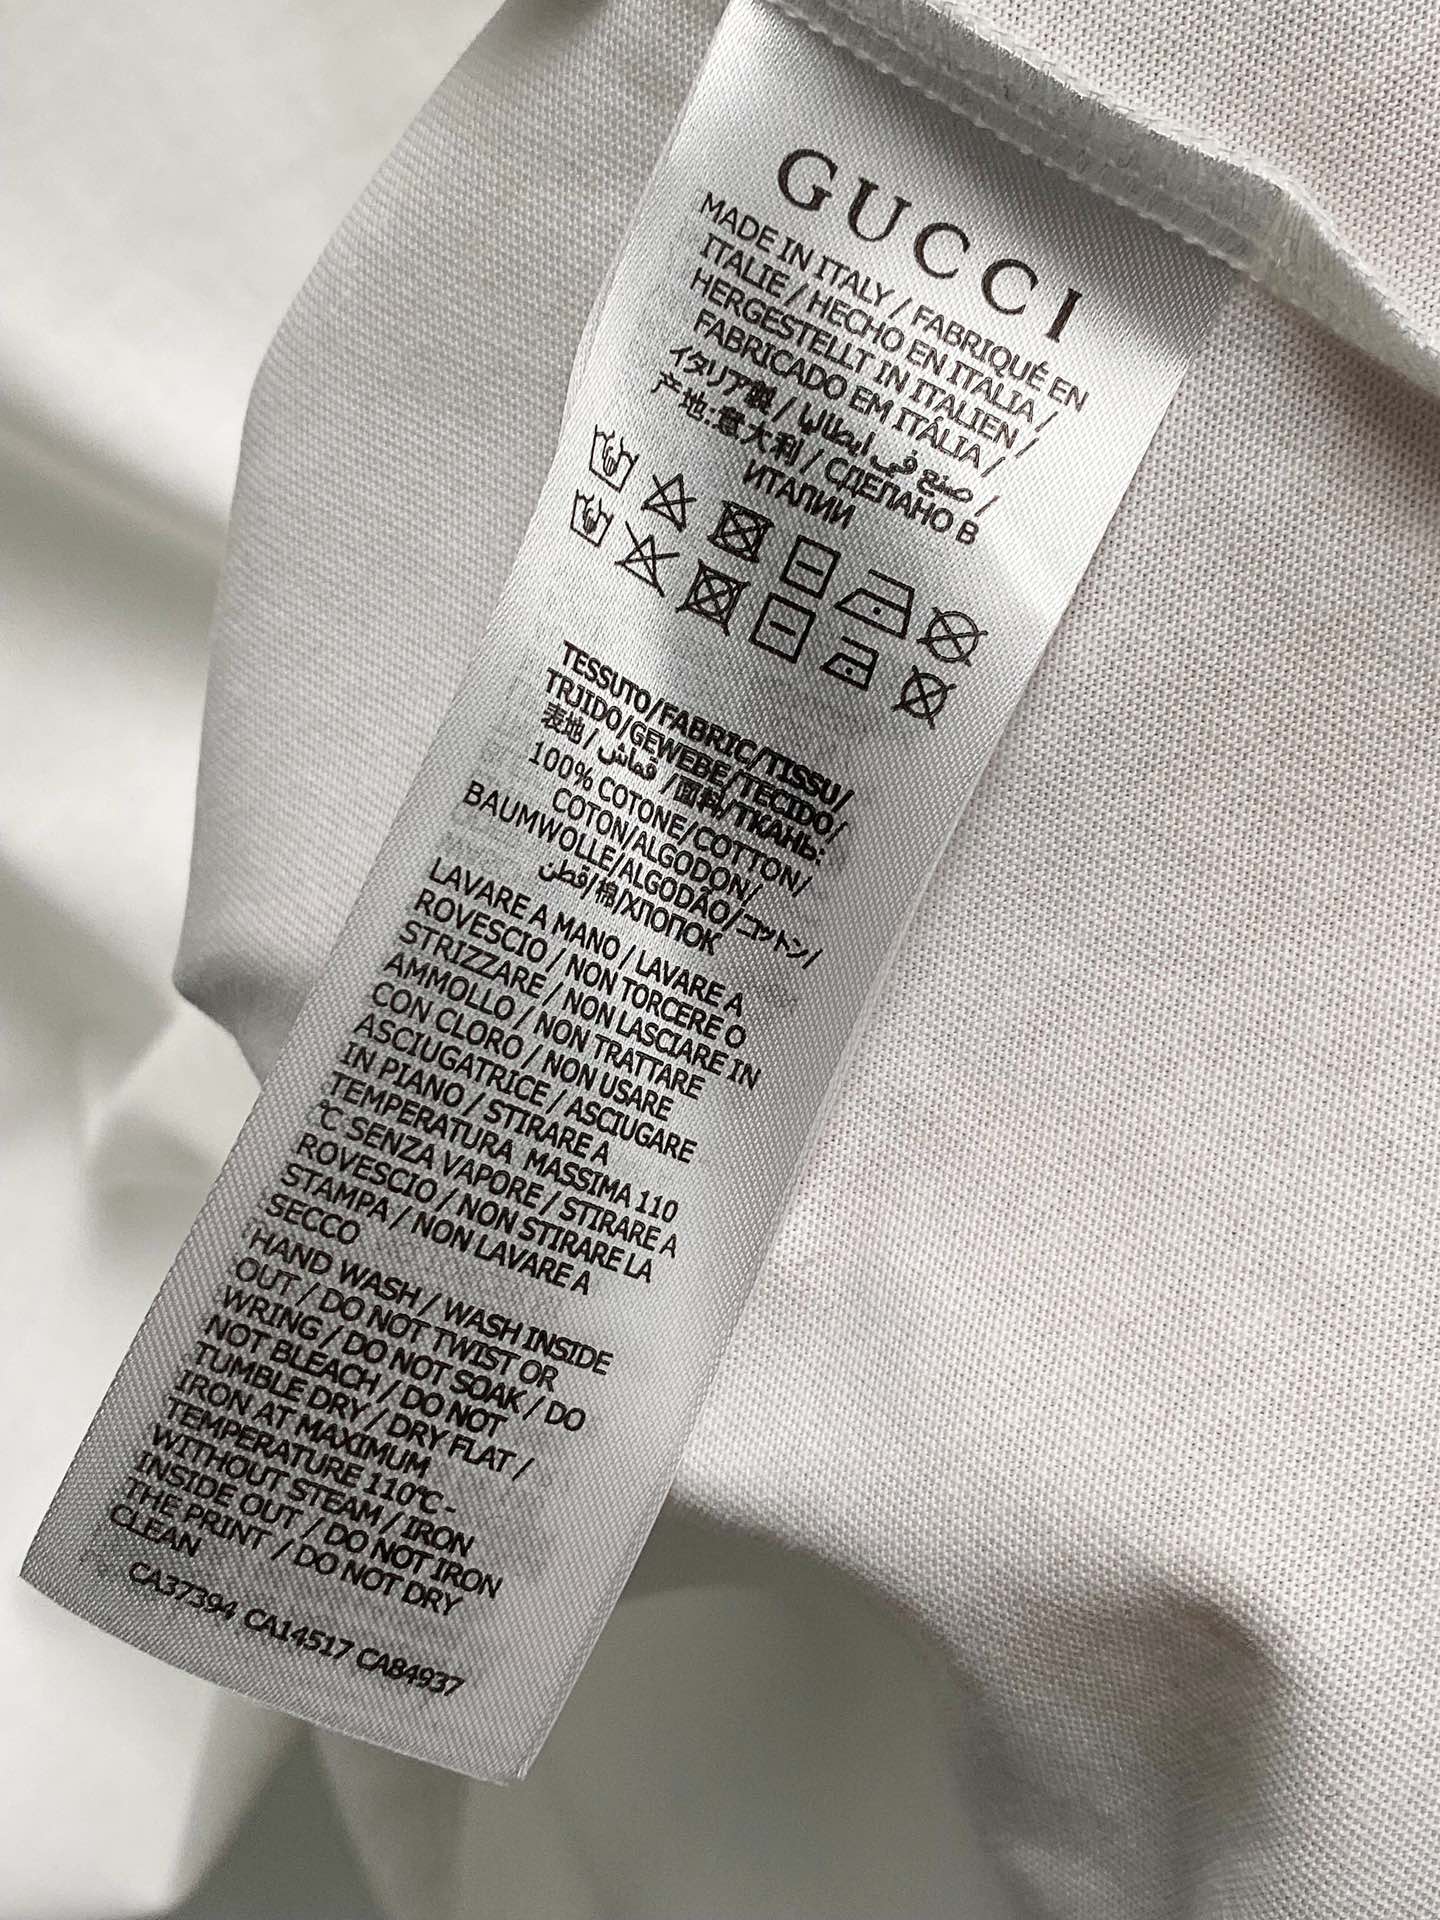 GUCCI
MADE IN ITALY / FABRIQUÉ EN
ITALIE / HECHO EN ITALIA /
HERGESTELLT IN ITALIEN /
FABRICADO EM ITÁLIA /
イタリア製 / صنع في ايطاليا /
产地:意大利 / СДЕЛАНО В
ИТАЛИИ
TESSUTO/FABRIC/TISSU/
TRJIDO/GEWEBE/TECIDO/
表地/قماش/面料/ТКАНЬ:
100% COTONE/COTTON/
COTON/ALGODON/
BAUMWOLLE/ALGODÃO/コットン/
قطن/棉/ХЛОПОК
LAVARE A MANO / LAVARE A
ROVESCIO / NON TORCERE O
STRIZZARE / NON LASCIARE IN
AMMOLLO / NON TRATTARE
CON CLORO / NON USARE
ASCIUGATRICE / ASCIUGARE
IN PIANO / STIRARE A
TEMPERATURA MASSIMA 110
°C SENZA VAPORE / STIRARE A
ROVESCIO / NON STIRARE LA
STAMPA / NON LAVARE A
SECCO
HAND WASH / WASH INSIDE
OUT / DO NOT TWIST OR
WRING / DO NOT SOAK / DO
NOT BLEACH / DO NOT
TUMBLE DRY / DRY FLAT /
IRON AT MAXIMUM
TEMPERATURE 110°C-
WITHOUT STEAM / IRON
INSIDE OUT / DO NOT IRON
THE PRINT / DO NOT DRY
CLEAN
CA37394 CA14517 CA84937